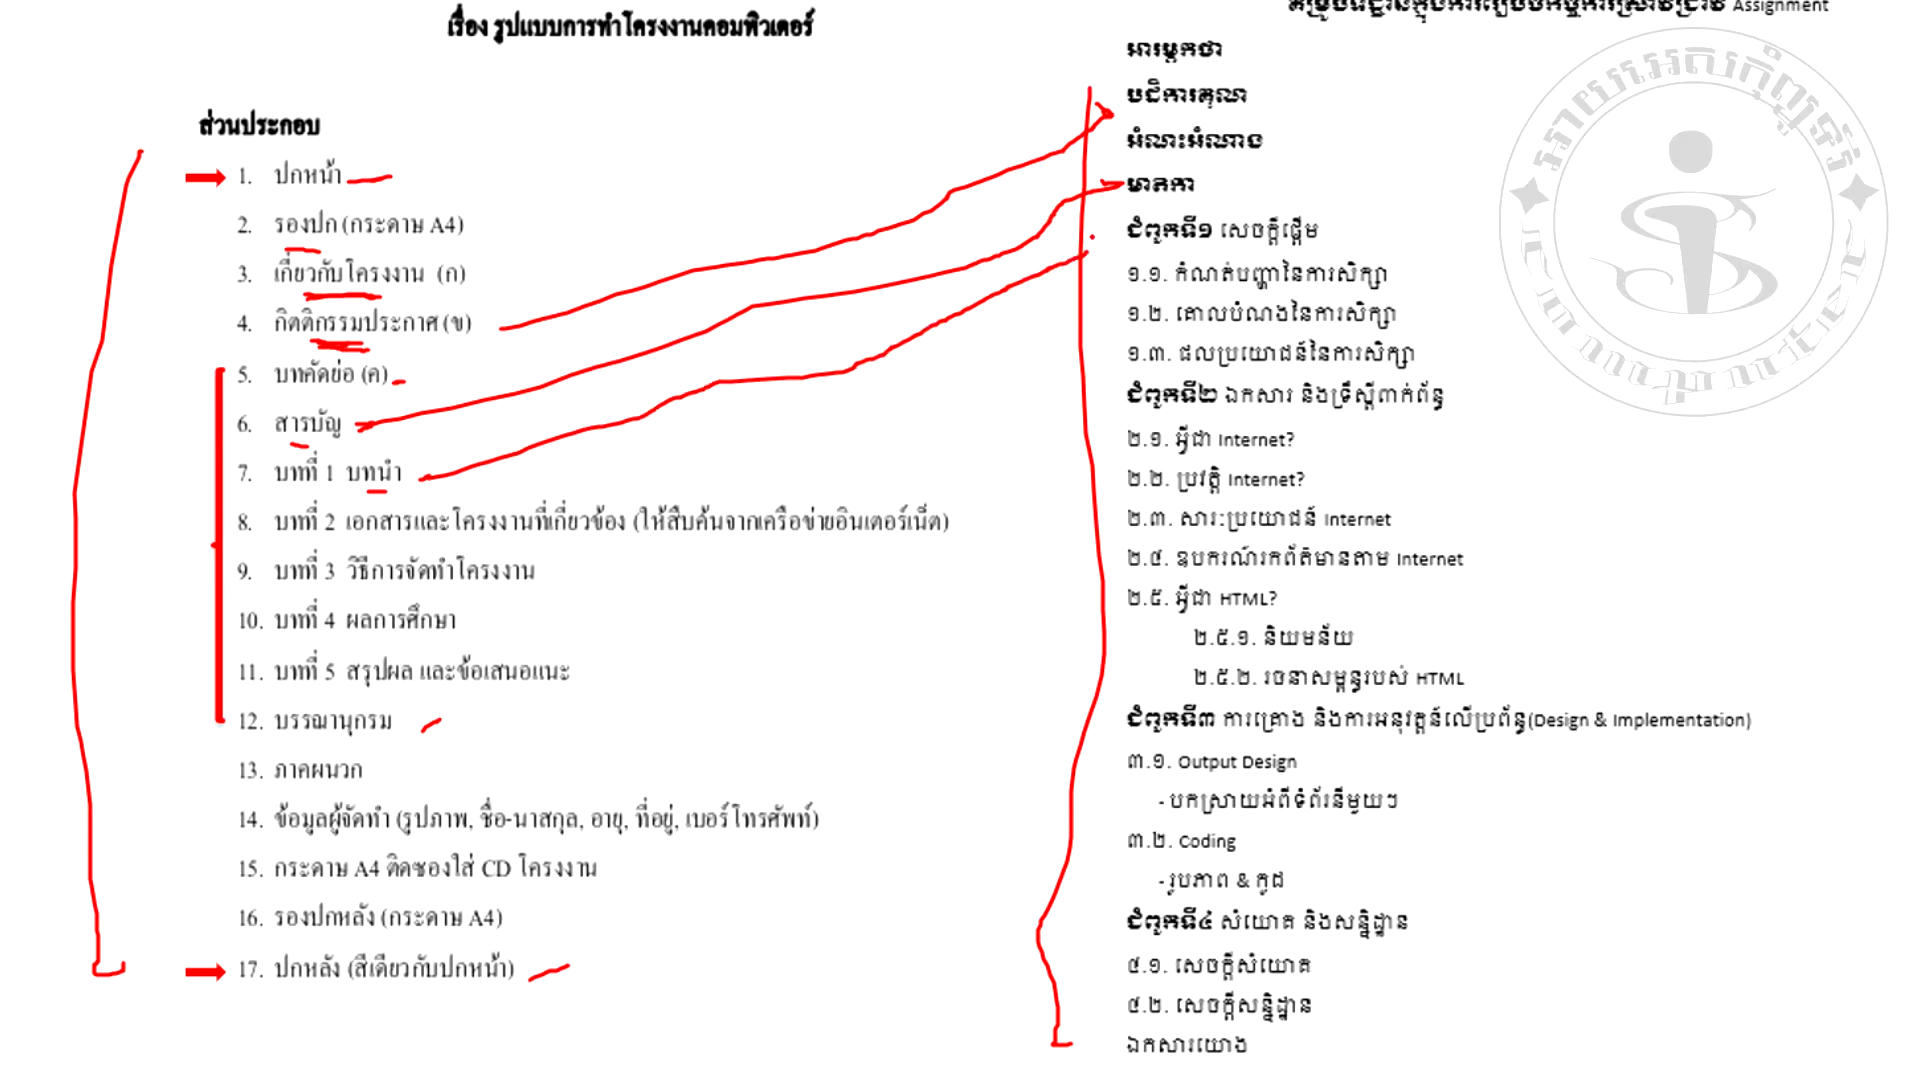 เรื่อง รูปแบบการทำโครงงานคอมพิวเตอร์
ส่วนประกอบ
1. ปกหน้า
2. รองปก (กระดาษ A4)
3. เกี่ยวกับโครงงาน (ก)
4. กิตติกรรมประกาศ (ข)
5. บทคัดย่อ (ค)
6. สารบัญ
7. บทที่ 1 บทนำ
8. บทที่ 2 เอกสารและโครงงานที่เกี่ยวข้อง (ให้สืบค้นจากเครือข่ายอินเตอร์เน็ต)
9. บทที่ 3 วิธีการจัดทำโครงงาน
10. บทที่ 4 ผลการศึกษา
11. บทที่ 5 สรุปผล และข้อเสนอแนะ
12. บรรณานุกรม
13. ภาคผนวก
14. ข้อมูลผู้จัดทำ (รูปภาพ, ชื่อ-นาสกุล, อายุ, ที่อยู่, เบอร์โทรศัพท์)
15. กระดาษ A4 ติดซองใส่ CD โครงงาน
16. รองปกหลัง (กระดาษ A4)
17. ปกหลัง (สีเดียวกับปกหน้า)
Assignment
អារម្ភកថា
បដិការគុណ
អំណះអំណាង
មាតិកា
ជំពូកទី១ សេចក្តីផ្តើម
១.១. កំណត់បញ្ហានៃការសិក្សា
១.២. គោលបំណងនៃការសិក្សា
១.៣. ផលប្រយោជន៍នៃការសិក្សា
ជំពូកទី២ ឯកសារ និងទ្រឹស្តីពាក់ព័ន្ធ
២.១. អ្វីជា Internet?
២.២. ប្រវត្តិ Internet?
២.៣. សារៈប្រយោជន៍ Internet
២.៤. ឧបករណ៍រកព័ត៌មានតាម Internet
២.៥. អ្វីជា HTML?
២.៥.១. និយមន័យ
២.៥.២. រចនាសម្ពន្ធរបស់ HTML
ជំពូកទី៣ ការគ្រោង និងការអនុវត្តន៍លើប្រព័ន្ធ(Design & Implementation)
៣.១. Output Design
- បកស្រាយអំពីទំព័រនីមួយៗ
៣.២. Coding
- រូបភាព & កូដ
ជំពូកទី៤ សំយោគ និងសន្និដ្ឋាន
៤.១. សេចក្តីសំយោគ
៤.២. សេចក្តីសន្និដ្ឋាន
ឯកសារយោង